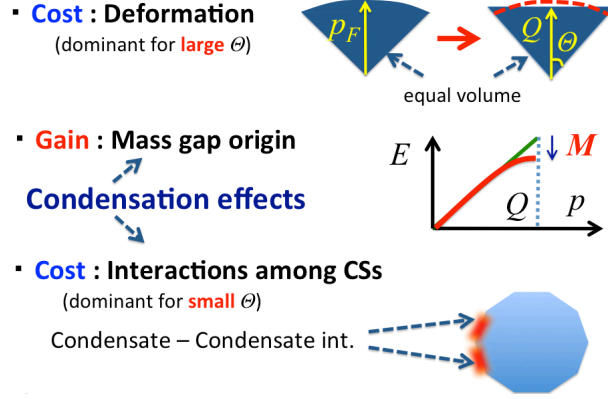 · Cost : Deformation
(dominant for large Θ)
p_F
Q Θ
equal volume
· Gain : Mass gap origin
Condensation effects
E
M
Q
p
· Cost : Interactions among CSs
(dominant for small Θ)
Condensate – Condensate int.